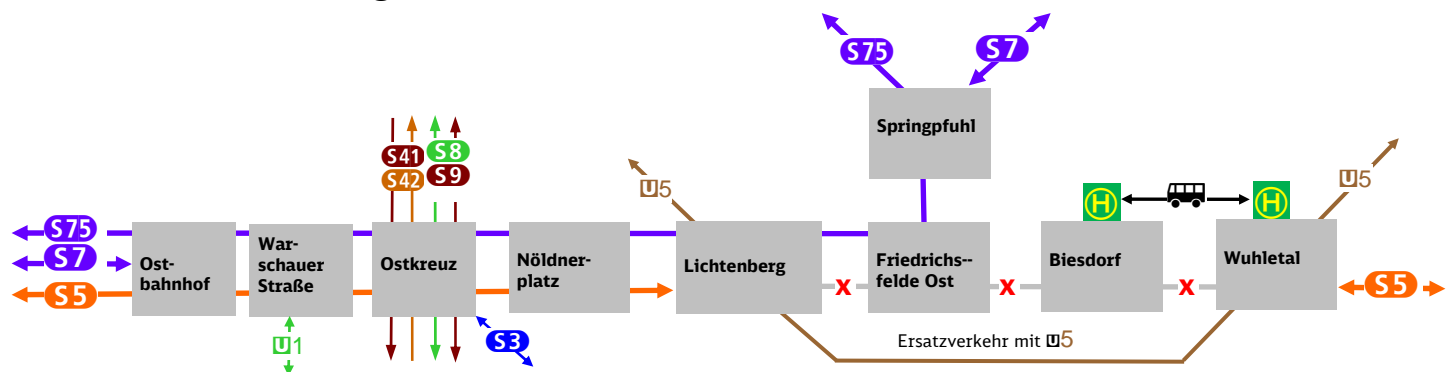 S75
S7
Springpfuhl
S41
S8
S42
S9
U5
U5
H
H
S75
S7
S5
Ost-
bahnhof
War-
schauer
Straße
Ostkreuz
Nöldner-
platz
Lichtenberg
X
Friedrichs--
felde Ost
X
Biesdorf
X
Wuhletal
S5
U1
S3
Ersatzverkehr mit U5